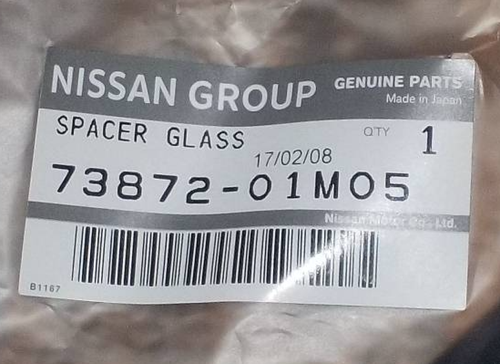 NISSAN GROUP GENUINE PARTS
Made in Japan
SPACER GLASS QTY 1
17/02/08
73872-01M05
Nissan Motor Co., Ltd.
B1167